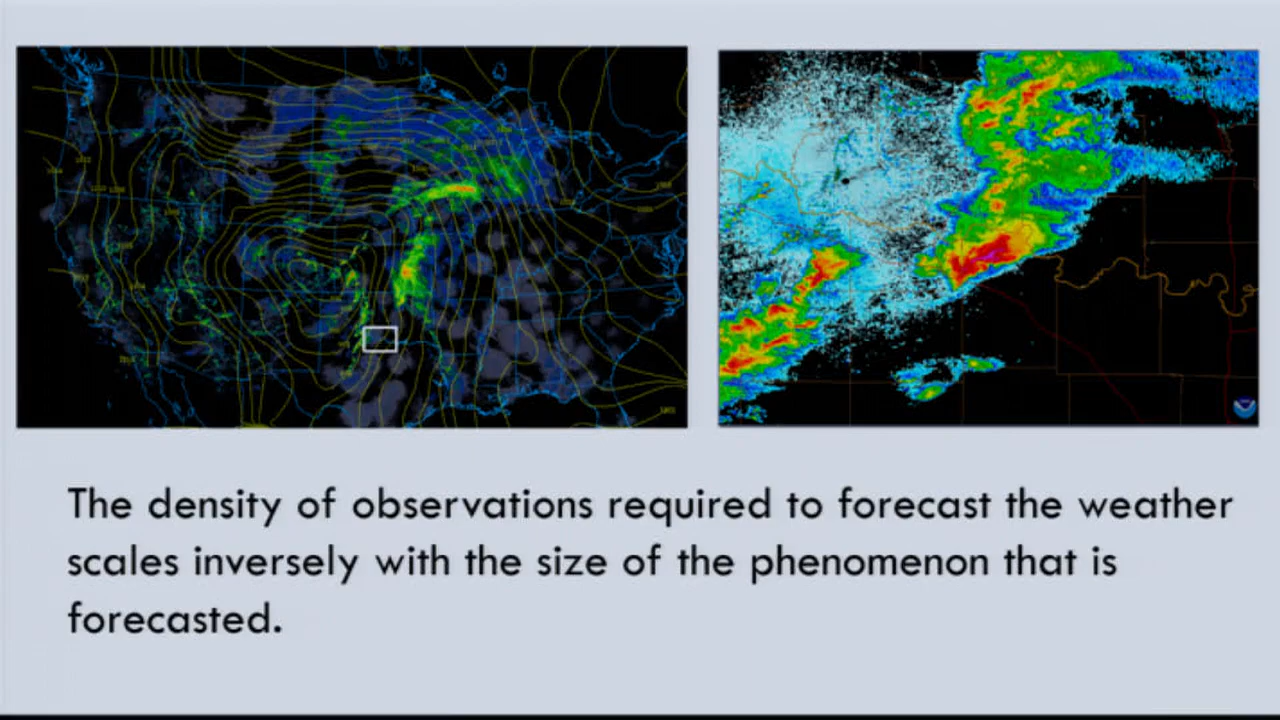 The density of observations required to forecast the weather
scales inversely with the size of the phenomenon that is
forecasted.